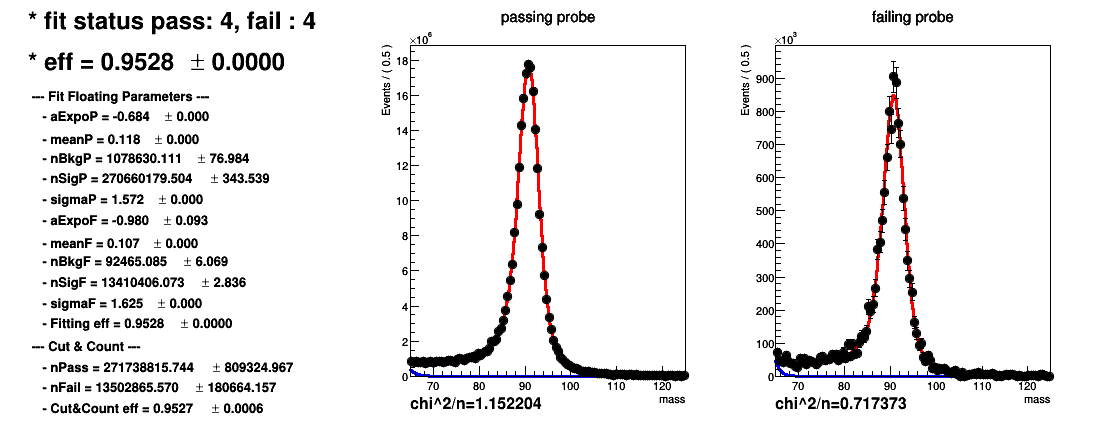 * fit status pass: 4, fail : 4
* eff = 0.9528 ± 0.0000
--- Fit Floating Parameters ---
- aExpoP = -0.684 ± 0.000
- meanP = 0.118 ± 0.000
- nBkgP = 1078630.111 ± 76.984
- nSigP = 270660179.504 ± 343.539
- sigmaP = 1.572 ± 0.000
- aExpoF = -0.980 ± 0.093
- meanF = 0.107 ± 0.000
- nBkgF = 92465.085 ± 6.069
- nSigF = 13410406.073 ± 2.836
- sigmaF = 1.625 ± 0.000
- Fitting eff = 0.9528 ± 0.0000
--- Cut & Count ---
- nPass = 271738815.744 ± 809324.967
- nFail = 13502865.570 ± 180664.157
- Cut&Count eff = 0.9527 ± 0.0006
passing probe
×10⁶
Events / ( 0.5 )
18
16
14
12
10
8
6
4
2
0
70 80 90 100 110 120
mass
chi^2/n=1.152204
failing probe
×10³
Events / ( 0.5 )
900
800
700
600
500
400
300
200
100
0
70 80 90 100 110 120
mass
chi^2/n=0.717373